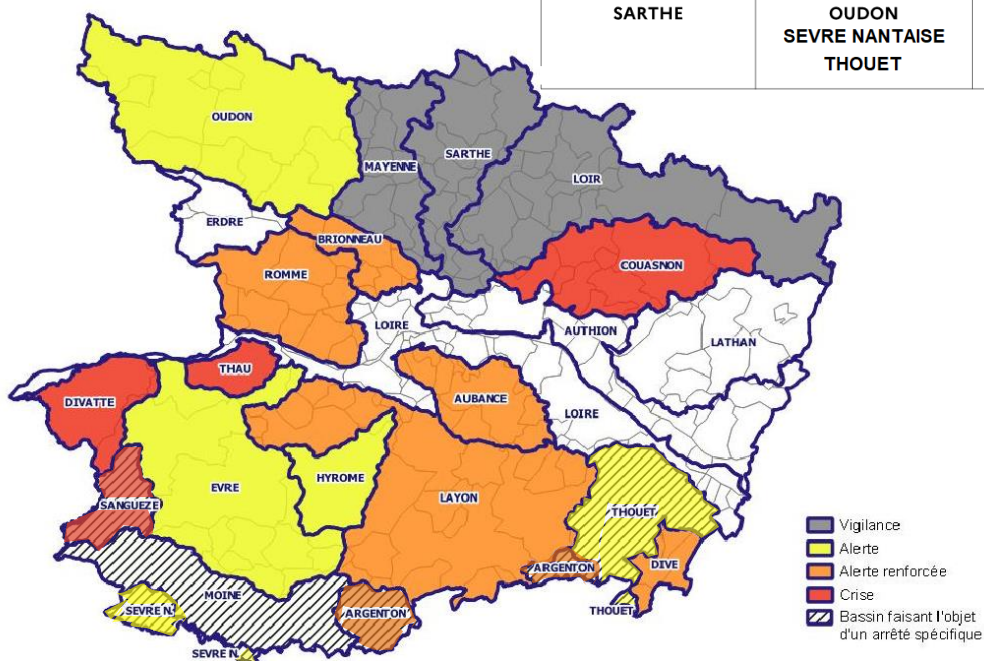 SARTHE
OUDON
SEVRE NANTAISE
THOUET
OUDON
MAYENNE
SARTHE
LOIR
ERDRE
BRIONNEAU
ROMME
COUASNON
LOIRE
AUTHION
LATHAN
THAU
DIVATTE
AUBANCE
LOIRE
HYROME
EVRE
LAYON
SANGUEZE
THOUET
ARGENTON
DIVE
MOINE
SEVRE N.
ARGENTON
THOUET
SEVRE N.
Vigilance
Alerte
Alerte renforcée
Crise
Bassin faisant l'objet
d'un arrêté spécifique